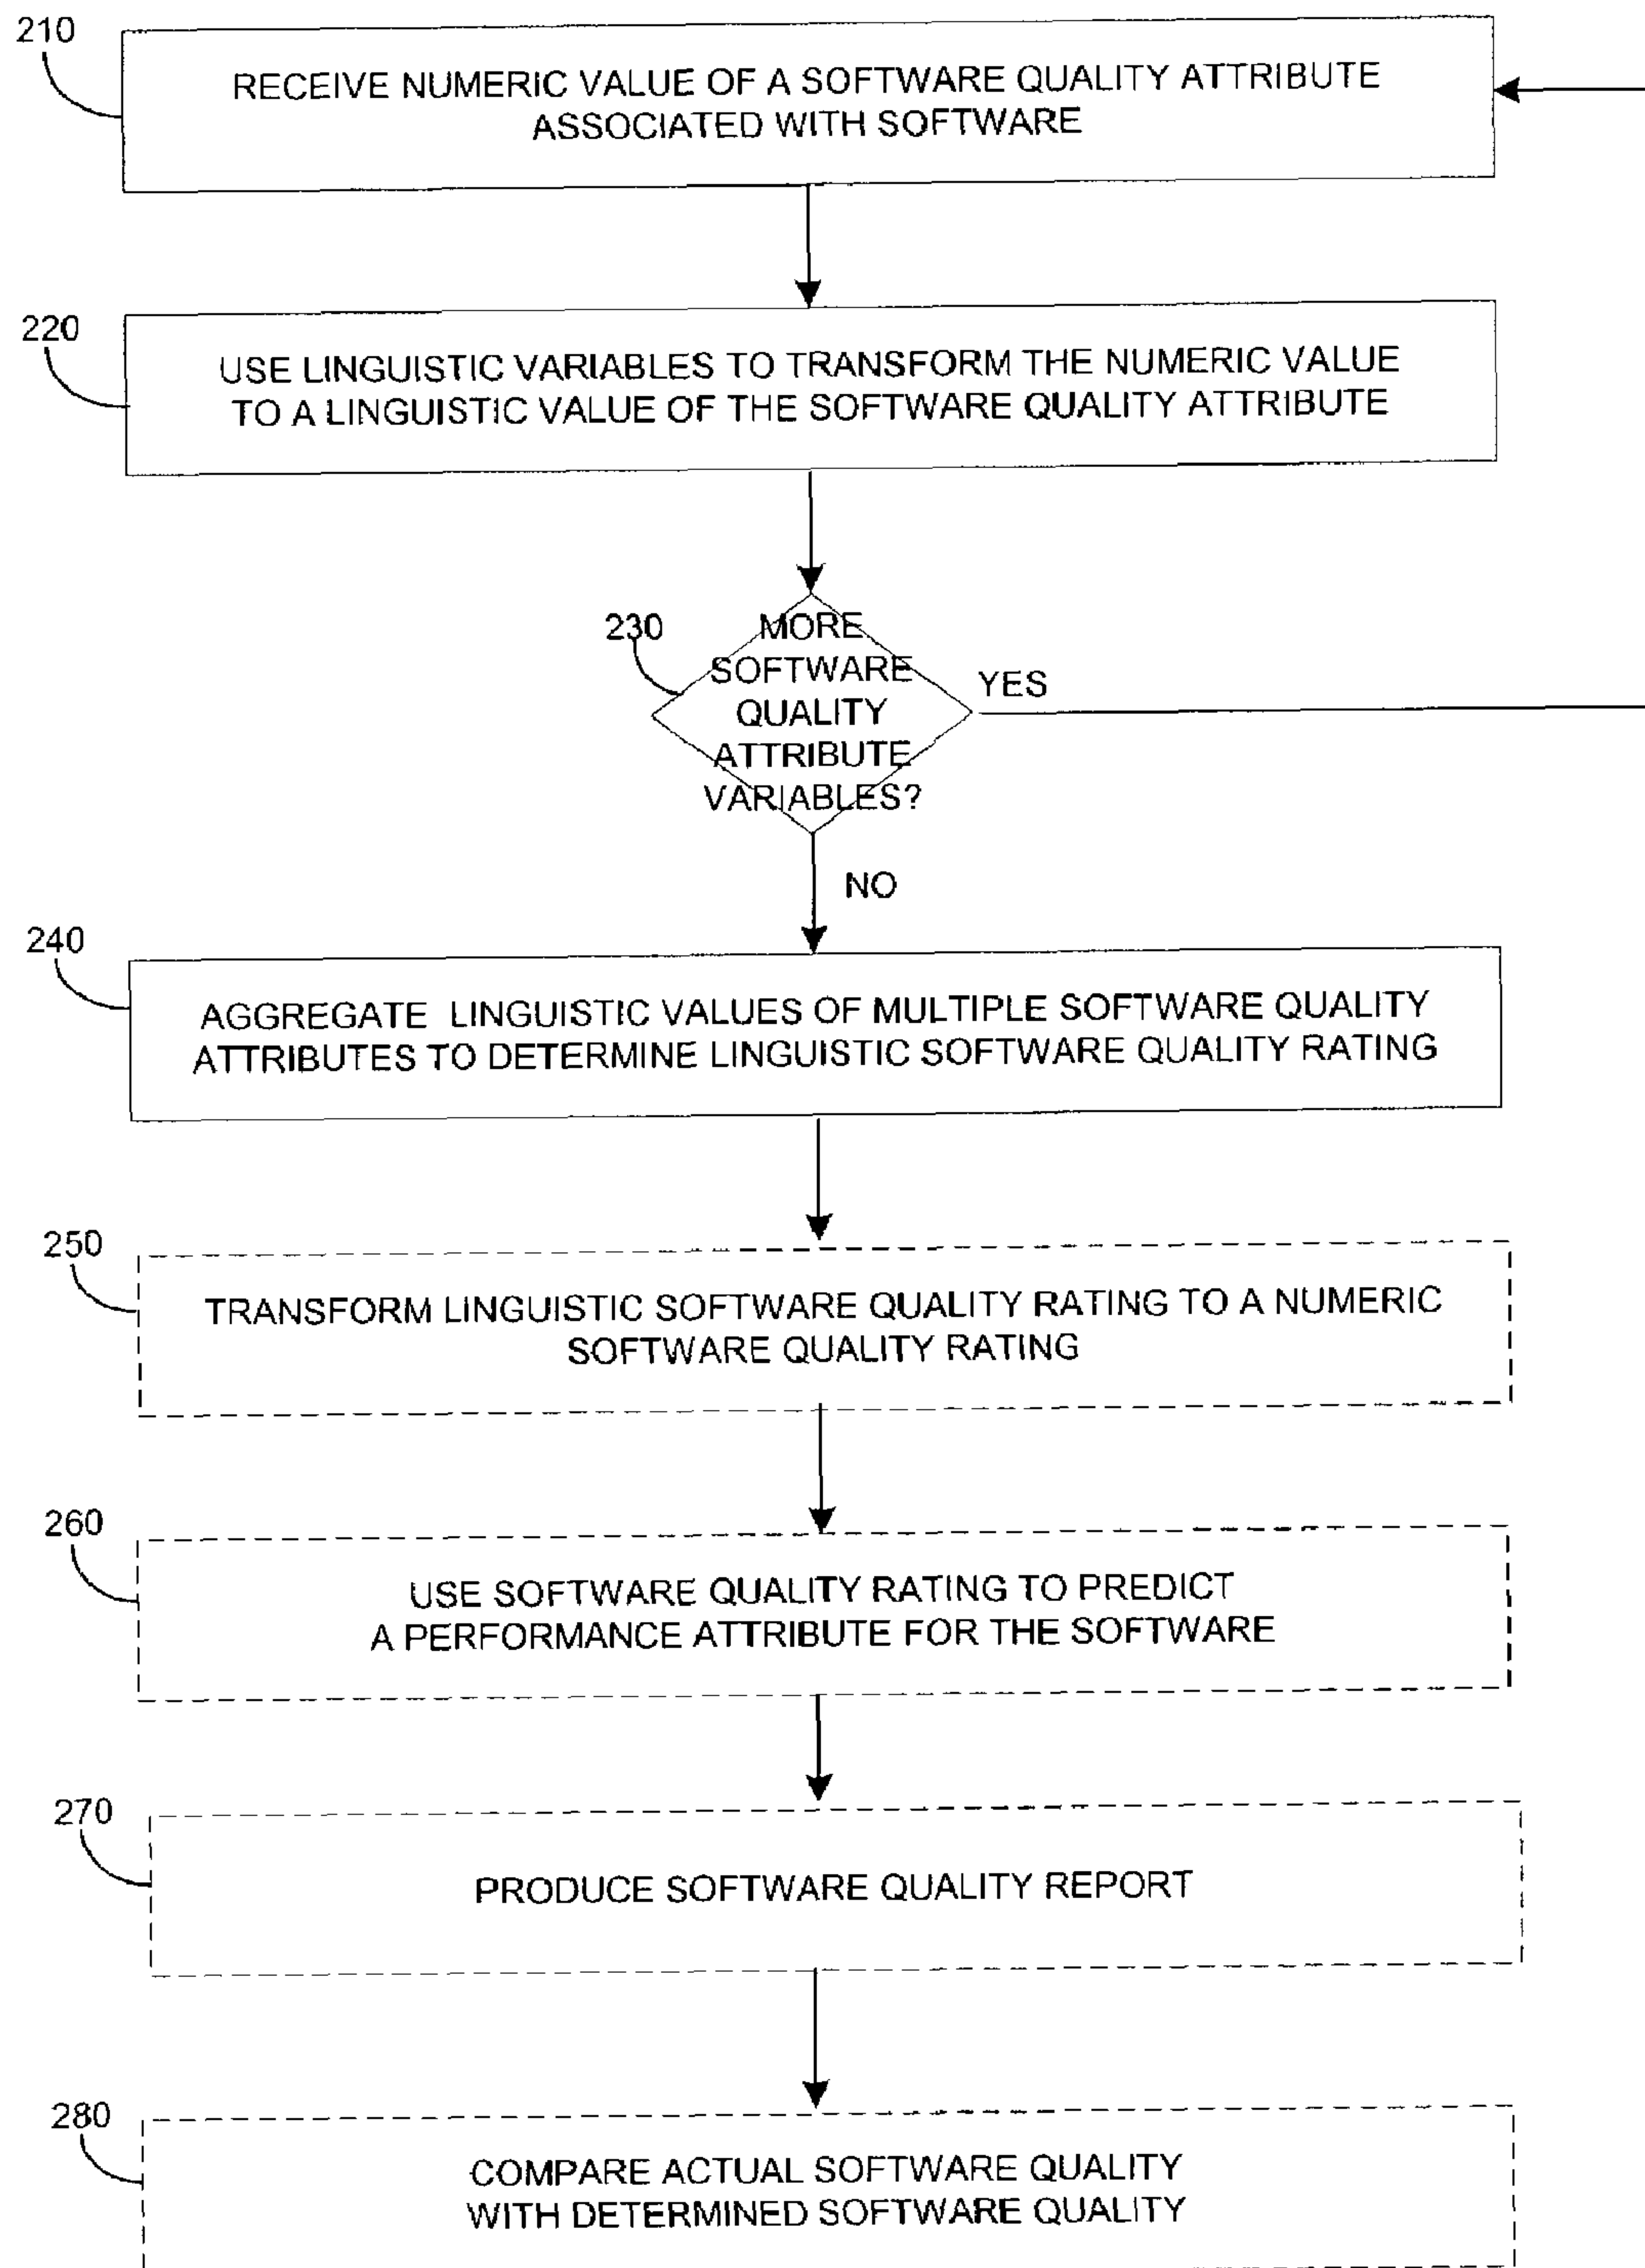 210
RECEIVE NUMERIC VALUE OF A SOFTWARE QUALITY ATTRIBUTE
ASSOCIATED WITH SOFTWARE
220
USE LINGUISTIC VARIABLES TO TRANSFORM THE NUMERIC VALUE
TO A LINGUISTIC VALUE OF THE SOFTWARE QUALITY ATTRIBUTE
230
MORE
SOFTWARE
QUALITY
ATTRIBUTE
VARIABLES?
YES
NO
240
AGGREGATE LINGUISTIC VALUES OF MULTIPLE SOFTWARE QUALITY
ATTRIBUTES TO DETERMINE LINGUISTIC SOFTWARE QUALITY RATING
250
TRANSFORM LINGUISTIC SOFTWARE QUALITY RATING TO A NUMERIC
SOFTWARE QUALITY RATING
260
USE SOFTWARE QUALITY RATING TO PREDICT
A PERFORMANCE ATTRIBUTE FOR THE SOFTWARE
270
PRODUCE SOFTWARE QUALITY REPORT
280
COMPARE ACTUAL SOFTWARE QUALITY
WITH DETERMINED SOFTWARE QUALITY